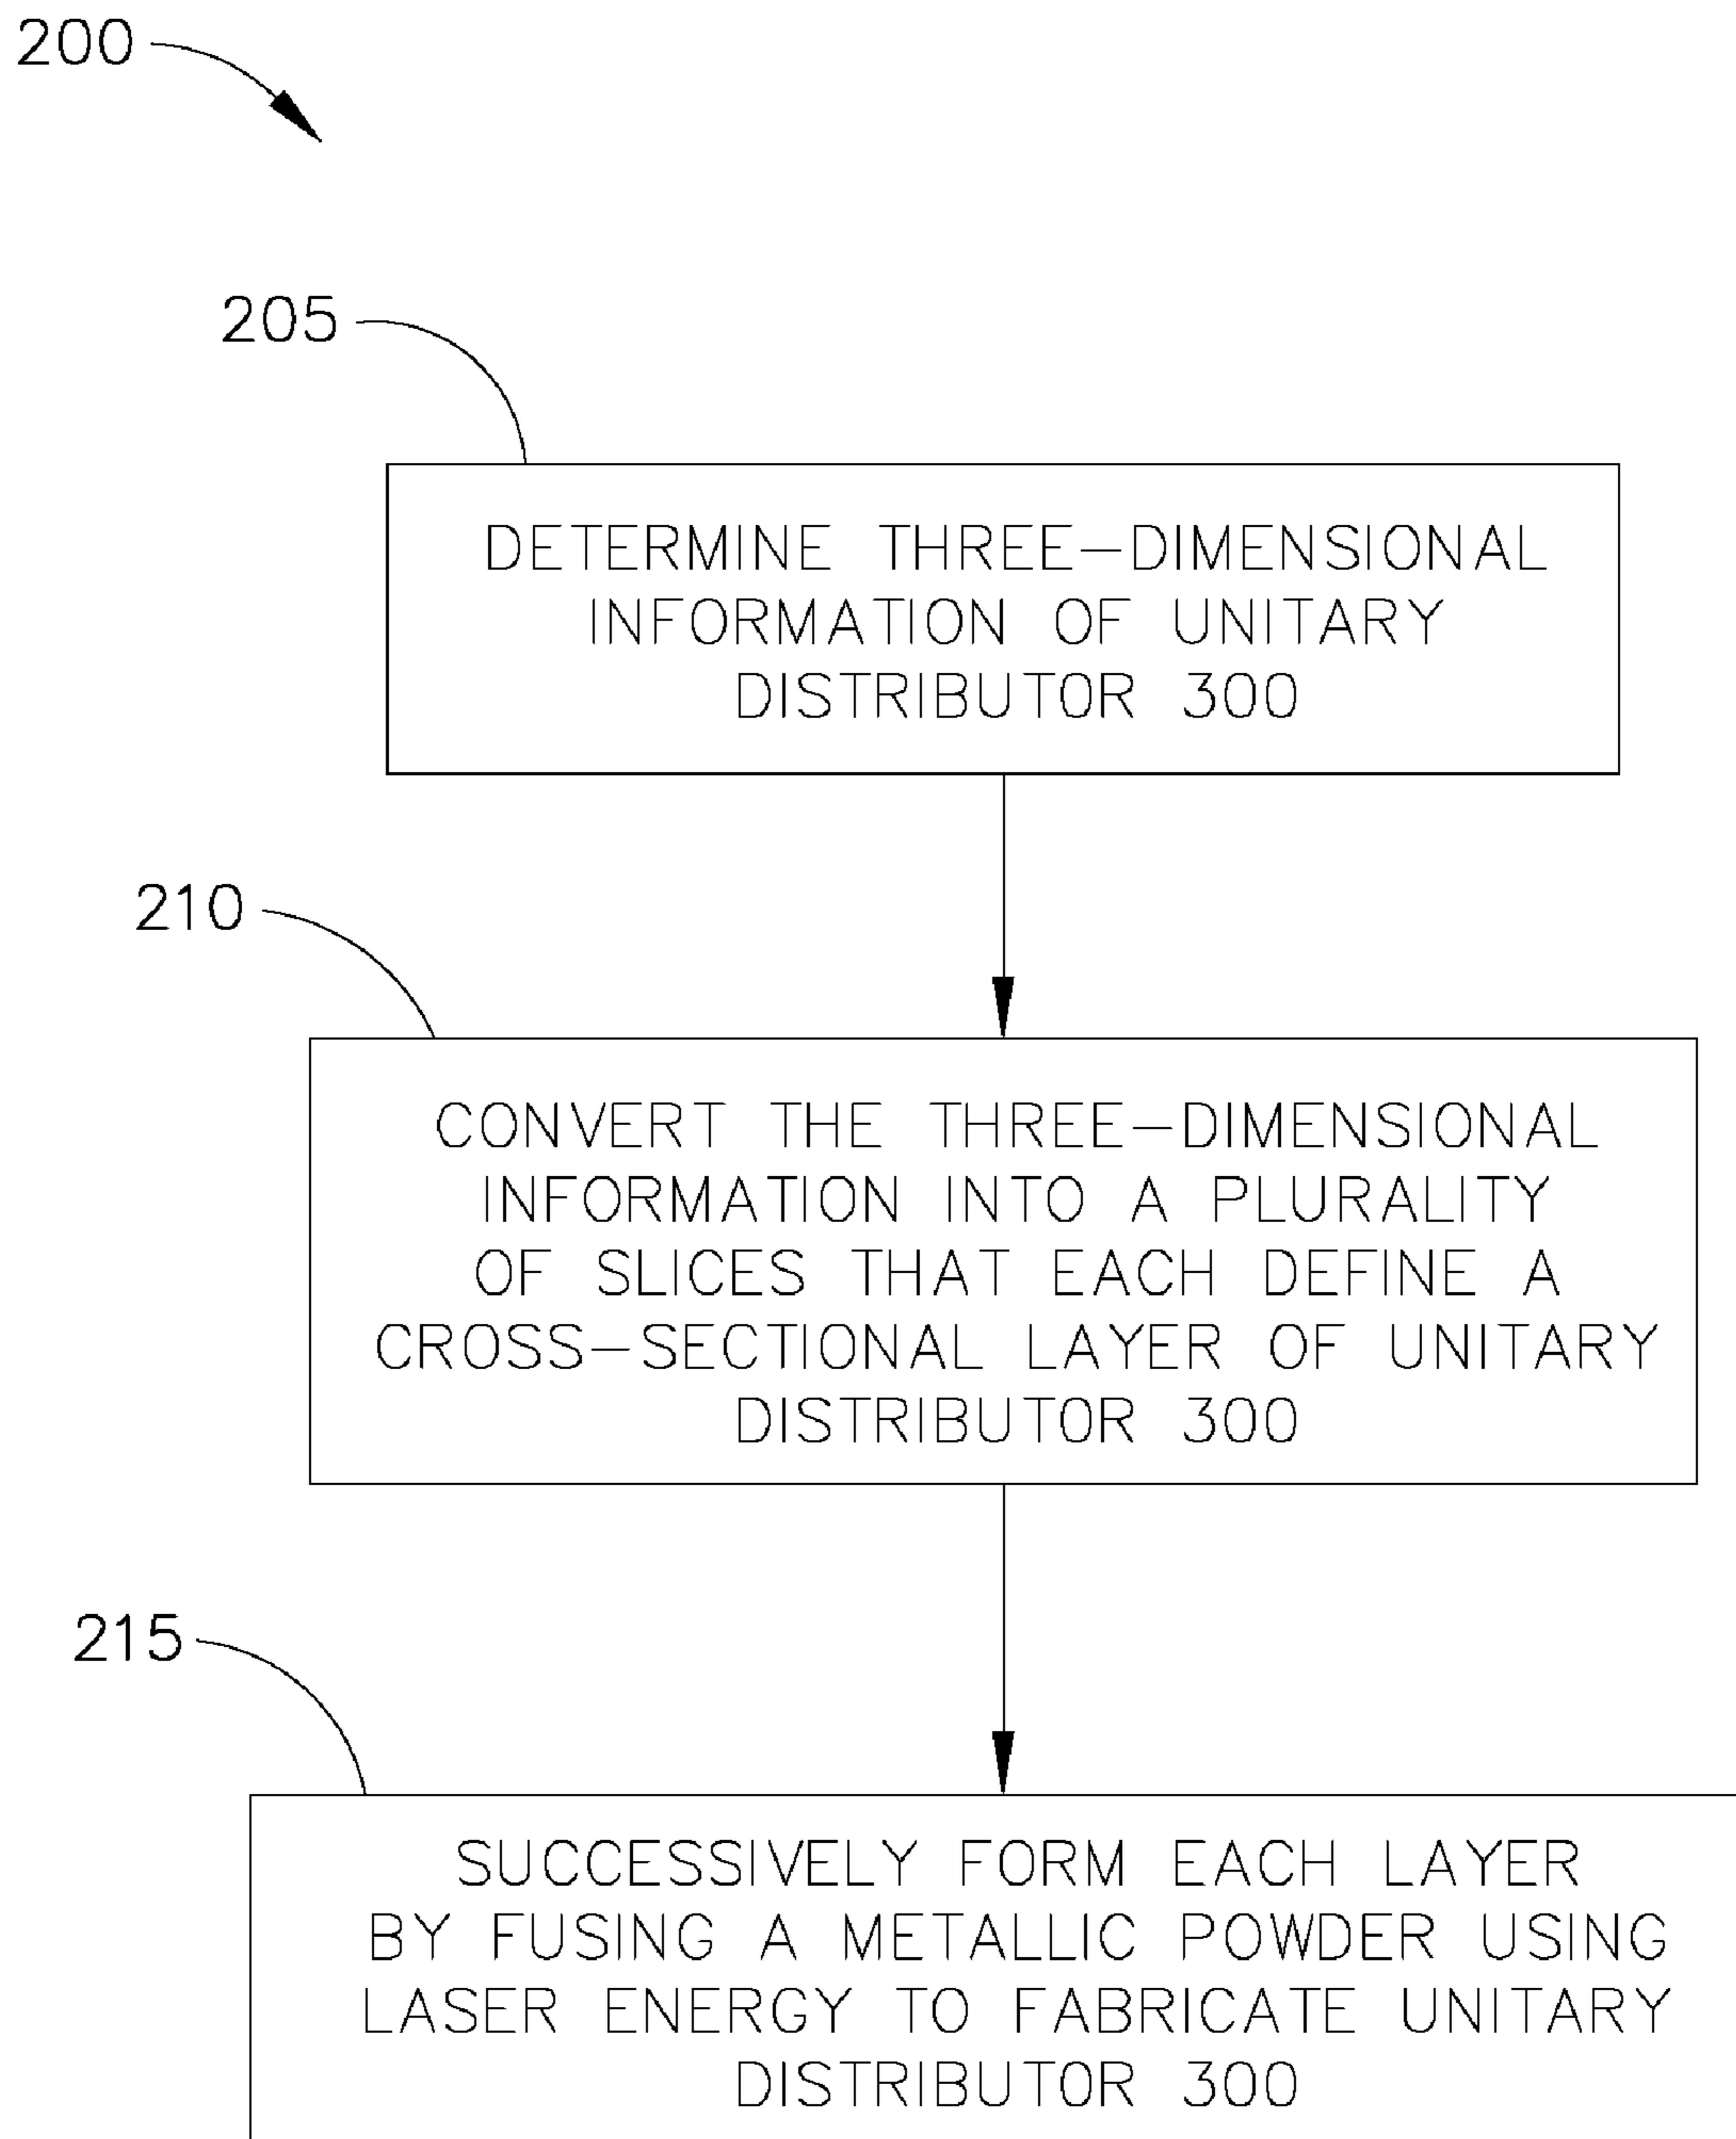 200
205
DETERMINE THREE-DIMENSIONAL
INFORMATION OF UNITARY
DISTRIBUTOR 300
210
CONVERT THE THREE-DIMENSIONAL
INFORMATION INTO A PLURALITY
OF SLICES THAT EACH DEFINE A
CROSS-SECTIONAL LAYER OF UNITARY
DISTRIBUTOR 300
215
SUCCESSIVELY FORM EACH LAYER
BY FUSING A METALLIC POWDER USING
LASER ENERGY TO FABRICATE UNITARY
DISTRIBUTOR 300